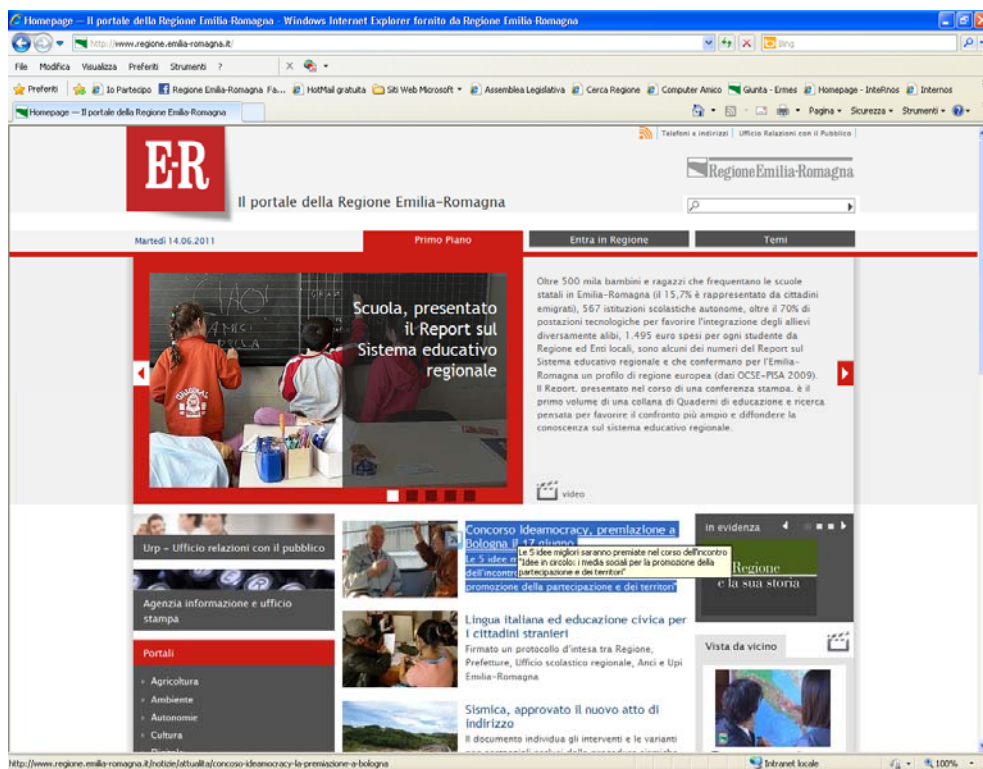 Homepage — Il portale della Regione Emilia-Romagna - Windows Internet Explorer fornito da Regione Emilia-Romagna
http://www.regione.emilia-romagna.it/
Bing
File Modifica Visualizza Preferiti Strumenti ?
Preferiti Io Partecipo Regione Emilia-Romagna Fa... HotMail gratuita Siti Web Microsoft Assemblea Legislativa Cerca Regione Computer Amico Giunta - Ermes Homepage - InteRnos Internos
Homepage — Il portale della Regione Emilia-Romagna
Pagina Sicurezza Strumenti
Telefoni e indirizzi | Ufficio Relazioni con il Pubblico
E-R
RegioneEmilia-Romagna
Il portale della Regione Emilia-Romagna
Martedì 14.06.2011
Primo Piano
Entra in Regione
Temi
CIAO!
AMICI
Scuola, presentato
il Report sul
Sistema educativo
regionale
Oltre 500 mila bambini e ragazzi che frequentano le scuole
statali in Emilia-Romagna (il 15,7% è rappresentato da cittadini
emigrati), 567 istituzioni scolastiche autonome, oltre il 70% di
postazioni tecnologiche per favorire l'integrazione degli allievi
diversamente alibi, 1.495 euro spesi per ogni studente da
Regione ed Enti locali, sono alcuni dei numeri del Report sul
Sistema educativo regionale e che confermano per l'Emilia-
Romagna un profilo di regione europea (dati OCSE-PISA 2009).
Il Report, presentato nel corso di una conferenza stampa, è il
primo volume di una collana di Quaderni di educazione e ricerca
pensata per favorire il confronto più ampio e diffondere la
conoscenza sul sistema educativo regionale.
video
Urp - Ufficio relazioni con il pubblico
Agenzia informazione e ufficio
stampa
Portali
Agricoltura
Ambiente
Autonomie
Cultura
Concorso Ideamocracy, premiazione a
Bologna il 17 giugno
Le 5 idee m
dell'incontro
promozione della partecipazione e dei territori"
Le 5 idee migliori saranno premiate nel corso dell'incontro
"Idee in circolo: i media sociali per la promozione della
partecipazione e dei territori"
Lingua italiana ed educazione civica per
i cittadini stranieri
Firmato un protocollo d'intesa tra Regione,
Prefetture, Ufficio scolastico regionale, Anci e Upi
Emilia-Romagna
Sismica, approvato il nuovo atto di
indirizzo
Il documento individua gli interventi e le varianti
in evidenza
Regione
e la sua storia
Vista da vicino
http://www.regione.emilia-romagna.it/notizie/attualita/concoso-ideamocracy-la-premiazione-a-bologna
Intranet locale
100%